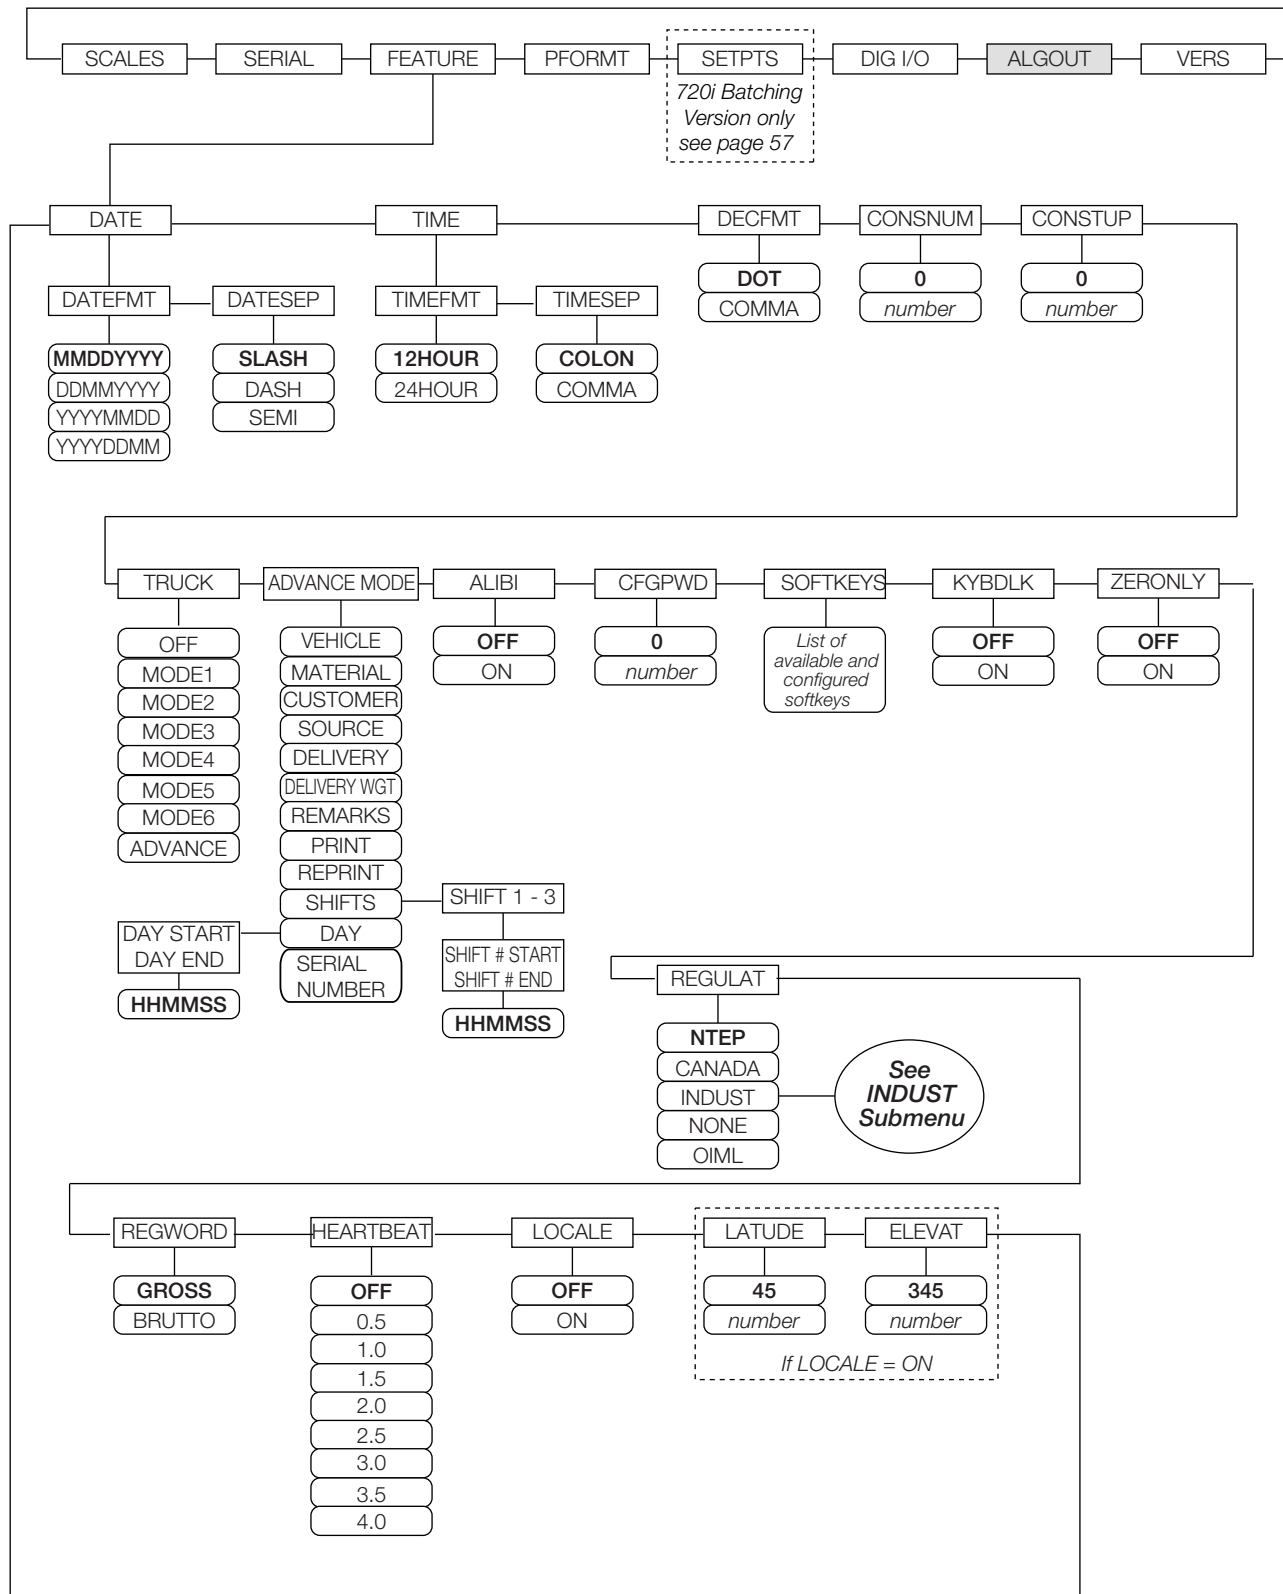 SCALES
SERIAL
FEATURE
PFORMT
SETPTS
DIG I/O
ALGOUT
VERS
720i Batching
Version only
see page 57
DATE
TIME
DECFMT
CONSNUM
CONSTUP
DOT
COMMA
0
number
0
number
DATEFMT
DATESEP
TIMEFMT
TIMESEP
MMDDYYYY
DDMMYYYY
YYYYMMDD
YYYYDDMM
SLASH
DASH
SEMI
12HOUR
24HOUR
COLON
COMMA
TRUCK
ADVANCE MODE
ALIBI
CFGPWD
SOFTKEYS
KYBDLK
ZERONLY
OFF
MODE1
MODE2
MODE3
MODE4
MODE5
MODE6
ADVANCE
VEHICLE
MATERIAL
CUSTOMER
SOURCE
DELIVERY
DELIVERY WGT
REMARKS
PRINT
REPRINT
SHIFTS
DAY
SERIAL
NUMBER
OFF
ON
0
number
List of
available and
configured
softkeys
OFF
ON
OFF
ON
DAY START
DAY END
HHMMSS
SHIFT 1 - 3
SHIFT # START
SHIFT # END
HHMMSS
REGULAT
NTEP
CANADA
INDUST
NONE
OIML
See
INDUST
Submenu
REGWORD
HEARTBEAT
LOCALE
LATUDE
ELEVAT
GROSS
BRUTTO
OFF
0.5
1.0
1.5
2.0
2.5
3.0
3.5
4.0
OFF
ON
45
number
345
number
If LOCALE = ON